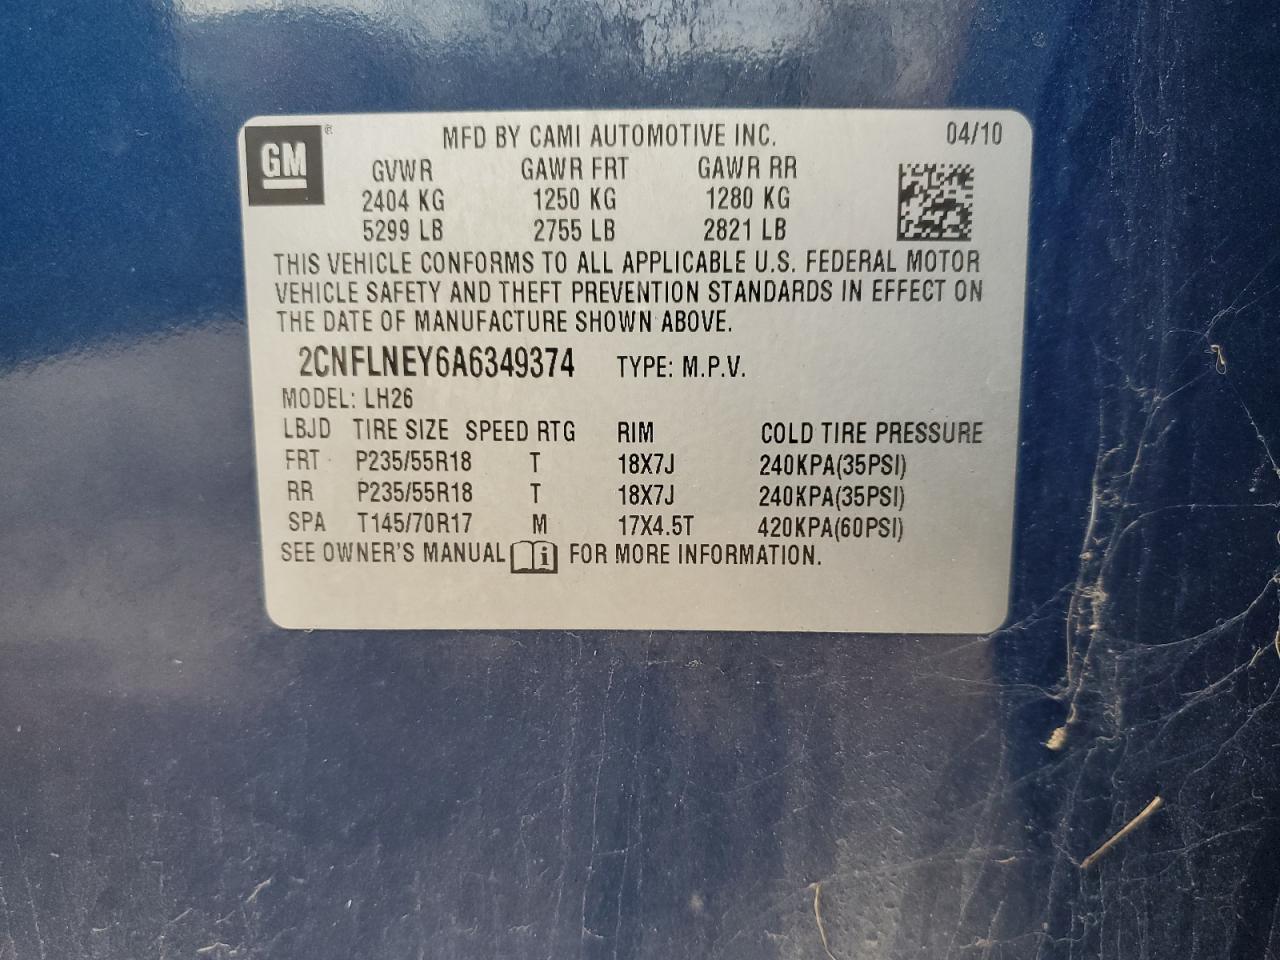 GM ® MFD BY CAMI AUTOMOTIVE INC. 04/10
GVWR GAWR FRT GAWR RR
2404 KG 1250 KG 1280 KG
5299 LB 2755 LB 2821 LB
THIS VEHICLE CONFORMS TO ALL APPLICABLE U.S. FEDERAL MOTOR
VEHICLE SAFETY AND THEFT PREVENTION STANDARDS IN EFFECT ON
THE DATE OF MANUFACTURE SHOWN ABOVE.
2CNFLNEY6A6349374 TYPE: M.P.V.
MODEL: LH26
LBJD TIRE SIZE SPEED RTG RIM COLD TIRE PRESSURE
FRT P235/55R18 T 18X7J 240KPA(35PSI)
RR P235/55R18 T 18X7J 240KPA(35PSI)
SPA T145/70R17 M 17X4.5T 420KPA(60PSI)
SEE OWNER'S MANUAL i FOR MORE INFORMATION.